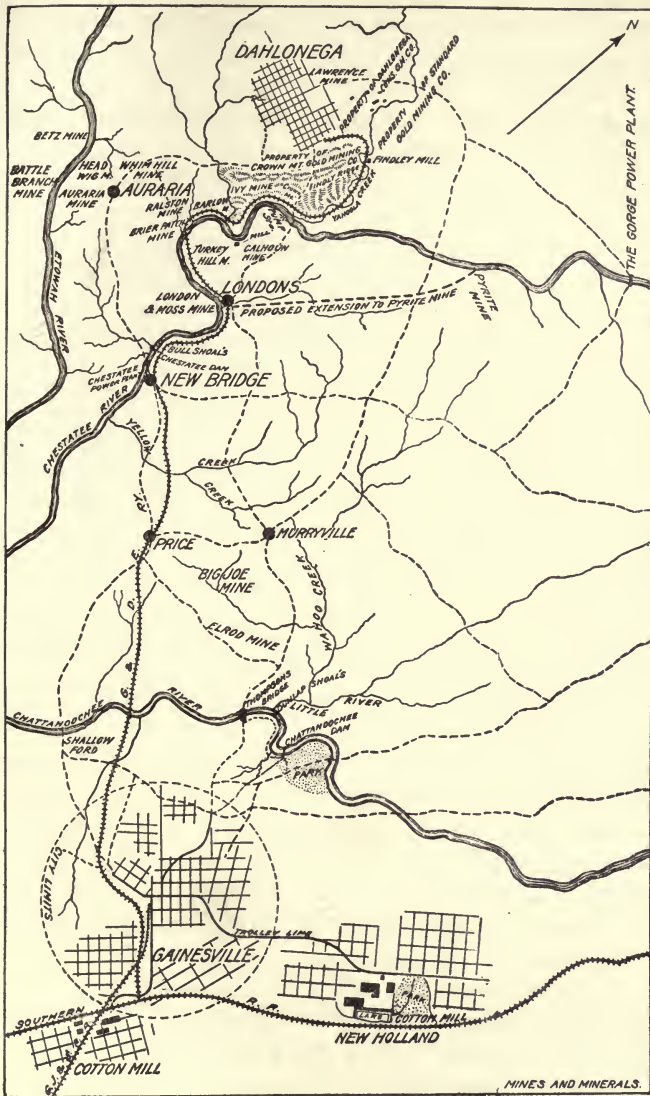 N
DAHLONEGA
LAWRENCE
MINE
PROPERTY OF DAHLONEGA
CONS. G.M. CO.
PROPERTY OF STANDARD
GOLD MINING CO.
THE GORGE POWER PLANT.
BETZ MINE
HEAD
WIG M.
WHIM HILL
MINE
BATTLE
BRANCH
MINE
AURARIA
MINE
AURARIA
PROPERTY OF
CROWN MT. GOLD MINING
CO
FINDLEY MILL
IVY MINE
FINDLEY RIDGE
YAHOOLA CREEK
RALSTON
MINE
BARLOW
BRIER PATCH
MINE
MILL
TURKEY
HILL M.
CALHOUN
MINE
ETOWAH
RIVER
LONDONS
LONDON
& MOSS MINE
PROPOSED EXTENSION TO PYRITE MINE
PYRITE
MINE
BULL SHOAL'S
CHESTATEE DAM
CHESTATEE
POWER PLANT
NEW BRIDGE
CHESTATEE RIVER
YELLOW
CREEK
CREEK
G. & D. E. RY.
PRICE
MURRYVILLE
BIG JOE
MINE
WAHOO CREEK
ELROD MINE
THOMPSONS
BRIDGE
DUNLAP SHOAL'S
LITTLE RIVER
CHATTAHOOCHEE RIVER
CHATTAHOOCHEE
DAM
SHALLOW
FORD
PARK
CITY LIMITS
TROLLEY LINE
GAINESVILLE
SOUTHERN R. R.
PARK
LAKE
COTTON MILL
NEW HOLLAND
COTTON MILL
MINES AND MINERALS.